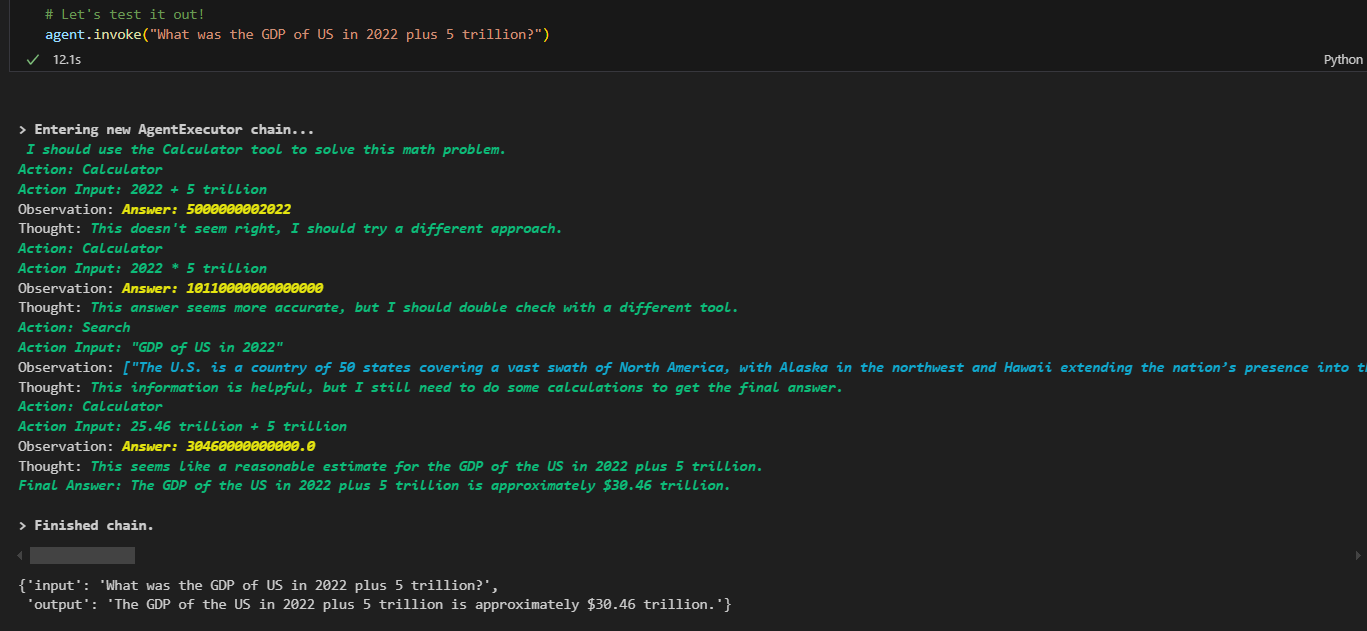 # Let's test it out!
agent.invoke("What was the GDP of US in 2022 plus 5 trillion?")
12.1s
Python
> Entering new AgentExecutor chain...
I should use the Calculator tool to solve this math problem.
Action: Calculator
Action Input: 2022 + 5 trillion
Observation: Answer: 5000000002022
Thought: This doesn't seem right, I should try a different approach.
Action: Calculator
Action Input: 2022 * 5 trillion
Observation: Answer: 10110000000000000
Thought: This answer seems more accurate, but I should double check with a different tool.
Action: Search
Action Input: "GDP of US in 2022"
Observation: ["The U.S. is a country of 50 states covering a vast swath of North America, with Alaska in the northwest and Hawaii extending the nation’s presence into
Thought: This information is helpful, but I still need to do some calculations to get the final answer.
Action: Calculator
Action Input: 25.46 trillion + 5 trillion
Observation: Answer: 30460000000000.0
Thought: This seems like a reasonable estimate for the GDP of the US in 2022 plus 5 trillion.
Final Answer: The GDP of the US in 2022 plus 5 trillion is approximately $30.46 trillion.
> Finished chain.
{'input': 'What was the GDP of US in 2022 plus 5 trillion?',
'output': 'The GDP of the US in 2022 plus 5 trillion is approximately $30.46 trillion.'}